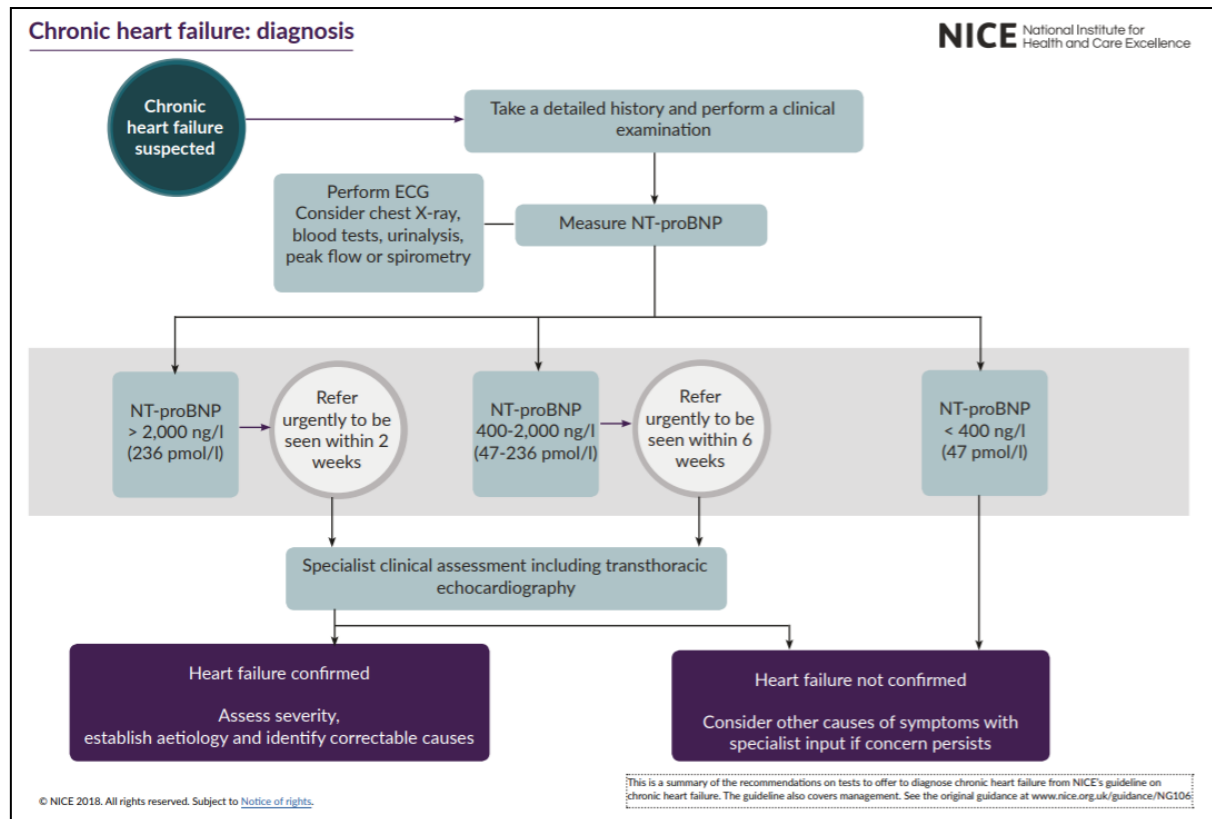 Chronic heart failure: diagnosis
NICE National Institute for
Health and Care Excellence
Chronic
heart failure
suspected
Take a detailed history and perform a clinical
examination
Perform ECG
Consider chest X-ray,
blood tests, urinalysis,
peak flow or spirometry
Measure NT-proBNP
NT-proBNP
> 2,000 ng/l
(236 pmol/l)
Refer
urgently to be
seen within 2
weeks
NT-proBNP
400-2,000 ng/l
(47-236 pmol/l)
Refer
urgently to be
seen within 6
weeks
NT-proBNP
< 400 ng/l
(47 pmol/l)
Specialist clinical assessment including transthoracic
echocardiography
Heart failure confirmed
Assess severity,
establish aetiology and identify correctable causes
Heart failure not confirmed
Consider other causes of symptoms with
specialist input if concern persists
© NICE 2018. All rights reserved. Subject to Notice of rights.
This is a summary of the recommendations on tests to offer to diagnose chronic heart failure from NICE's guideline on
chronic heart failure. The guideline also covers management. See the original guidance at www.nice.org.uk/guidance/NG106